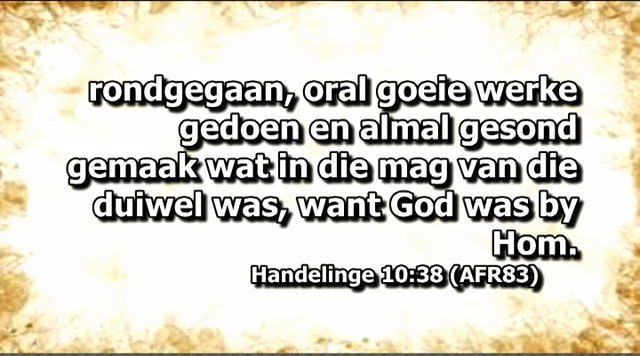 rondgegaan, oral goeie werke
gedoen en almal gesond
gemaak wat in die mag van die
duiwel was, want God was by
Hom.
Handelinge 10:38 (AFR83)